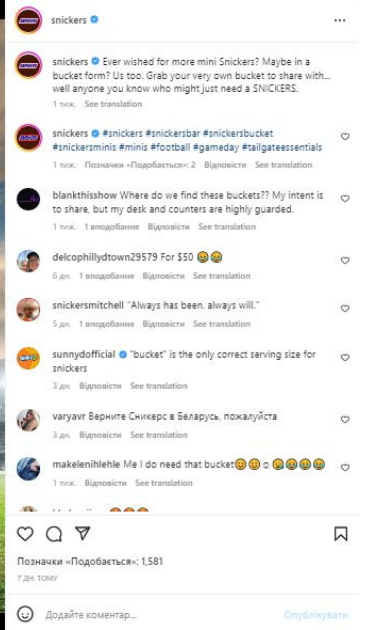 snickers
snickers Ever wished for more mini Snickers? Maybe in a
bucket form? Us too. Grab your very own bucket to share with...
well anyone you know who might just need a SNICKERS.
1 тиж. See translation
snickers #snickers #snickersbar #snickersbucket
#snickersminis #minis #football #gameday #tailgateessentials
1 тиж. Позначки «Подобається»: 2 Відповісти See translation
blankthisshow Where do we find these buckets?? My intent is
to share, but my desk and counters are highly guarded.
1 тиж. 1 вподобання Відповісти See translation
delcophillydtown29579 For $50 😂😂
6 дн. 1 вподобання Відповісти See translation
snickersmitchell "Always has been, always will."
5 дн. 1 вподобання Відповісти See translation
sunnydofficial "bucket" is the only correct serving size for
snickers
3 дн. Відповісти See translation
varyavr Верните Сникерс в Беларусь, пожалуйста
3 дн. Відповісти See translation
makelenihlehle Me I do need that bucket
1 тиж. Відповісти See translation
Позначки «Подобається»: 1,581
7 ДН. ТОМУ
Додайте коментар...
Опублікувати